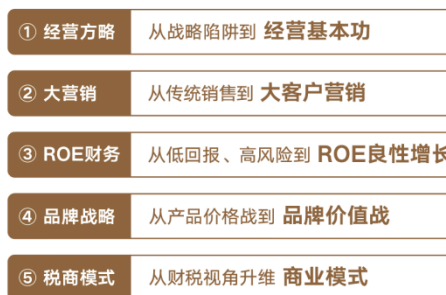 ① 经营方略 从战略陷阱到 经营基本功
② 大营销 从传统销售到 大客户营销
③ ROE财务 从低回报、高风险到 ROE良性增长
④ 品牌战略 从产品价格战到 品牌价值战
⑤ 税商模式 从财税视角升维 商业模式